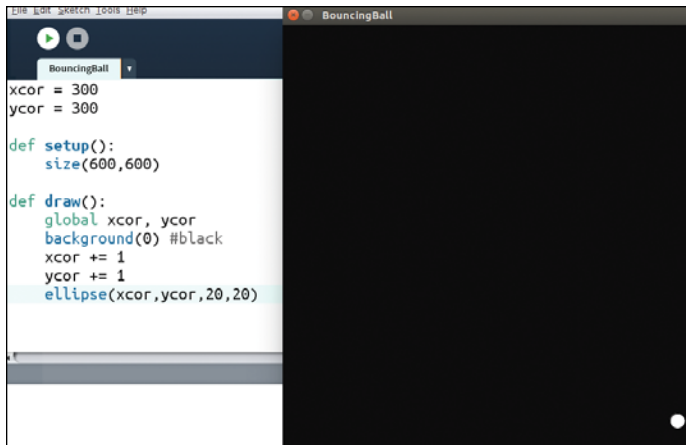 File Edit Sketch Tools Help
BouncingBall
BouncingBall
xcor = 300
ycor = 300
def setup():
    size(600,600)
def draw():
    global xcor, ycor
    background(0) #black
    xcor += 1
    ycor += 1
    ellipse(xcor,ycor,20,20)